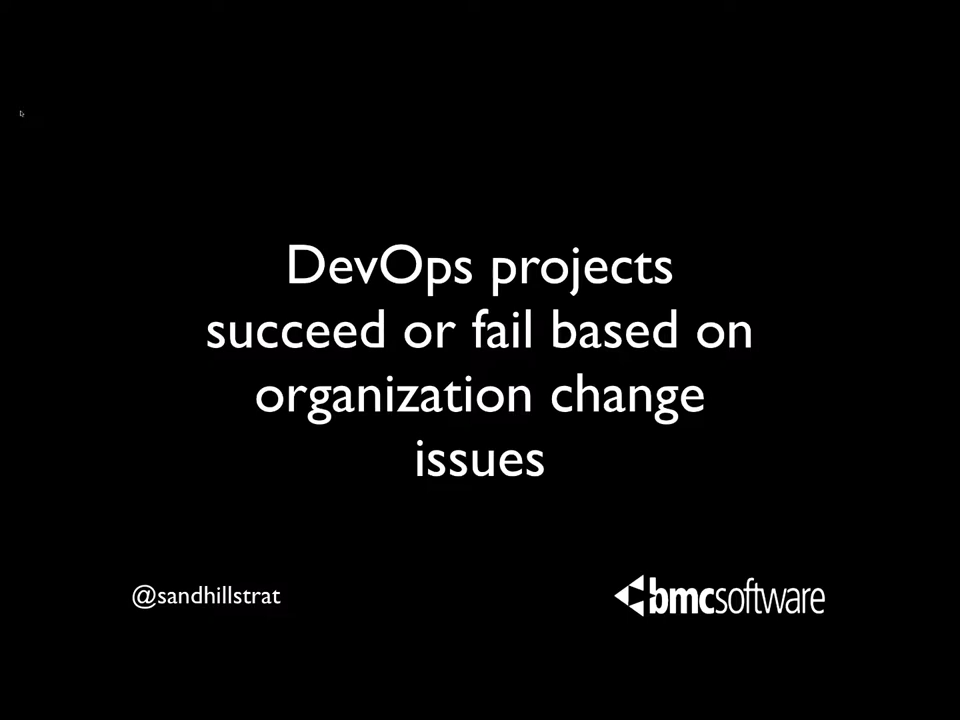 DevOps projects
succeed or fail based on
organization change
issues
@sandhillstrat
bmcsoftware